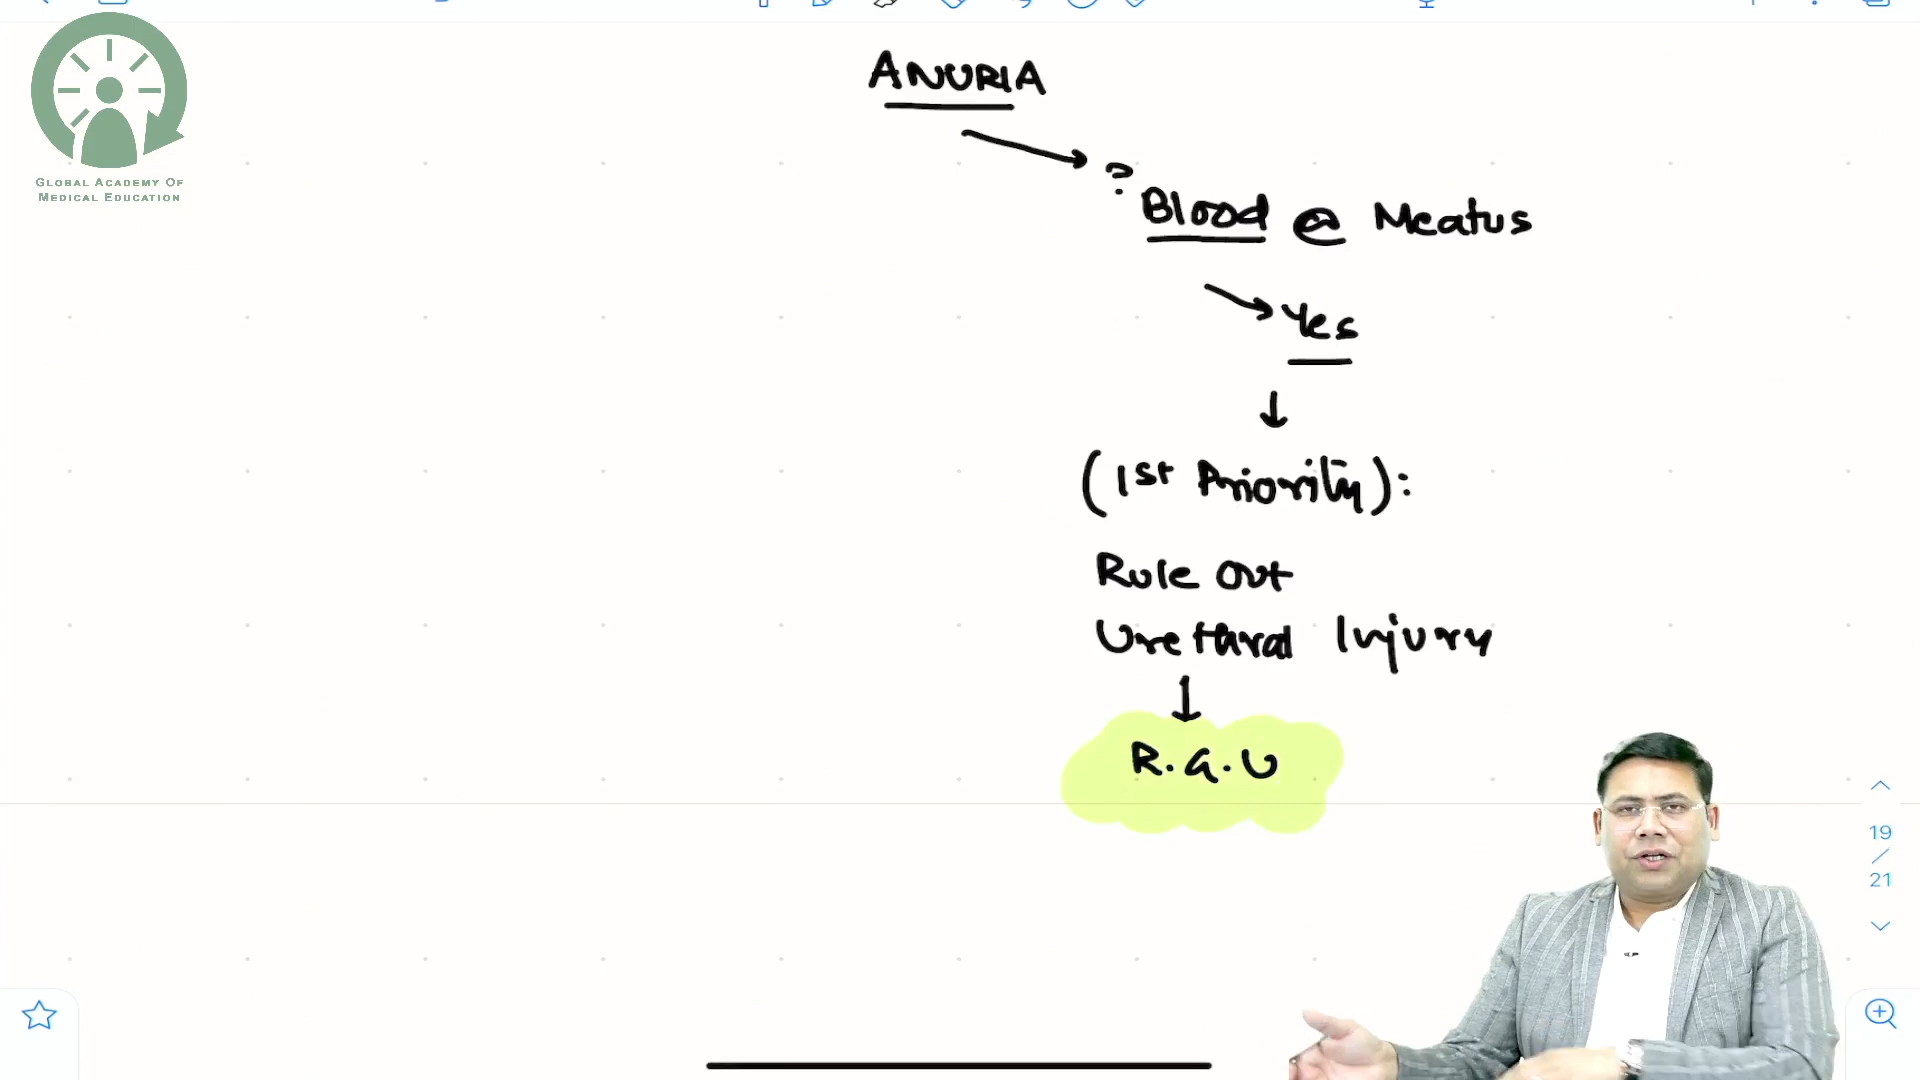 GLOBAL ACADEMY OF
MEDICAL EDUCATION
ANURIA
?
Blood @ Meatus
Yes
(1st Priority):
Rule Out
Urethral Injury
R.G.U
19
/
21